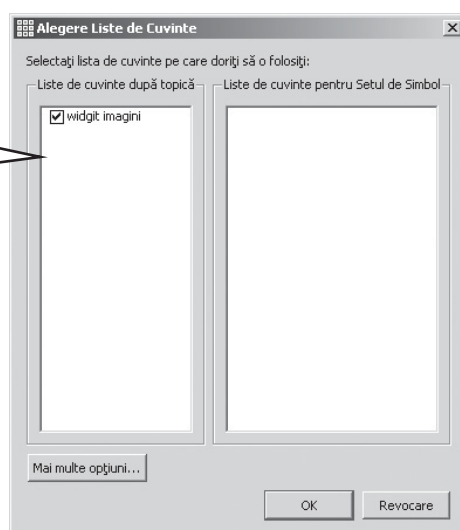 Alegere Liste de Cuvinte
Selectaţi lista de cuvinte pe care doriţi să o folosiţi:
Liste de cuvinte după topică
Liste de cuvinte pentru Setul de Simbol
widgit imagini
Mai multe opţiuni...
OK
Revocare